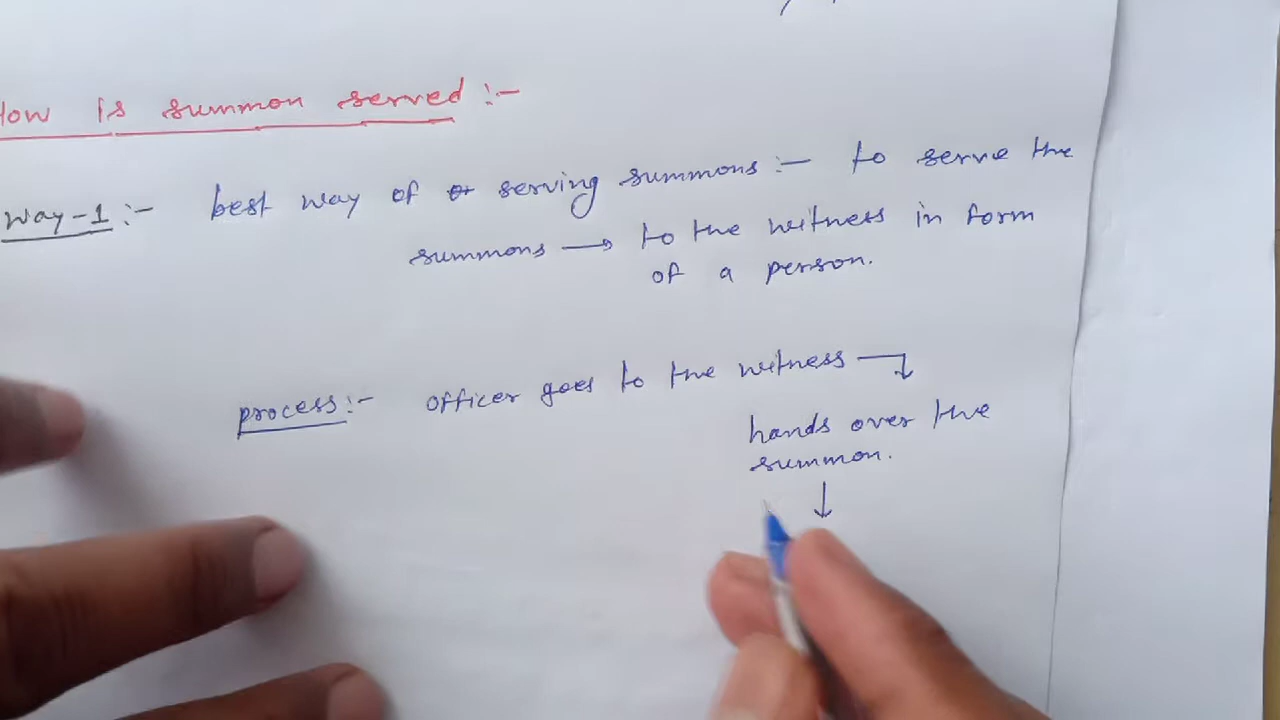 How is summon served :-
Way-1 :- best way of serving summons :- to serve the
summons → to the witness in form
of a person.
process :- officer goes to the witness
hands over the
summon.
↓